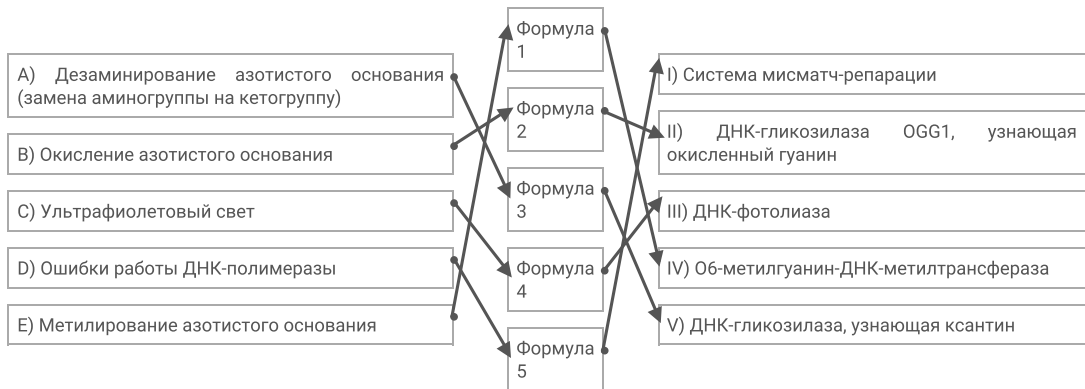 A) Дезаминирование азотистого основания
(замена аминогруппы на кетогруппу)
B) Окисление азотистого основания
C) Ультрафиолетовый свет
D) Ошибки работы ДНК-полимеразы
E) Метилирование азотистого основания
Формула
1
Формула
2
Формула
3
Формула
4
Формула
5
I) Система мисматч-репарации
II) ДНК-гликозилаза OGG1, узнающая
окисленный гуанин
III) ДНК-фотолиаза
IV) О6-метилгуанин-ДНК-метилтрансфераза
V) ДНК-гликозилаза, узнающая ксантин